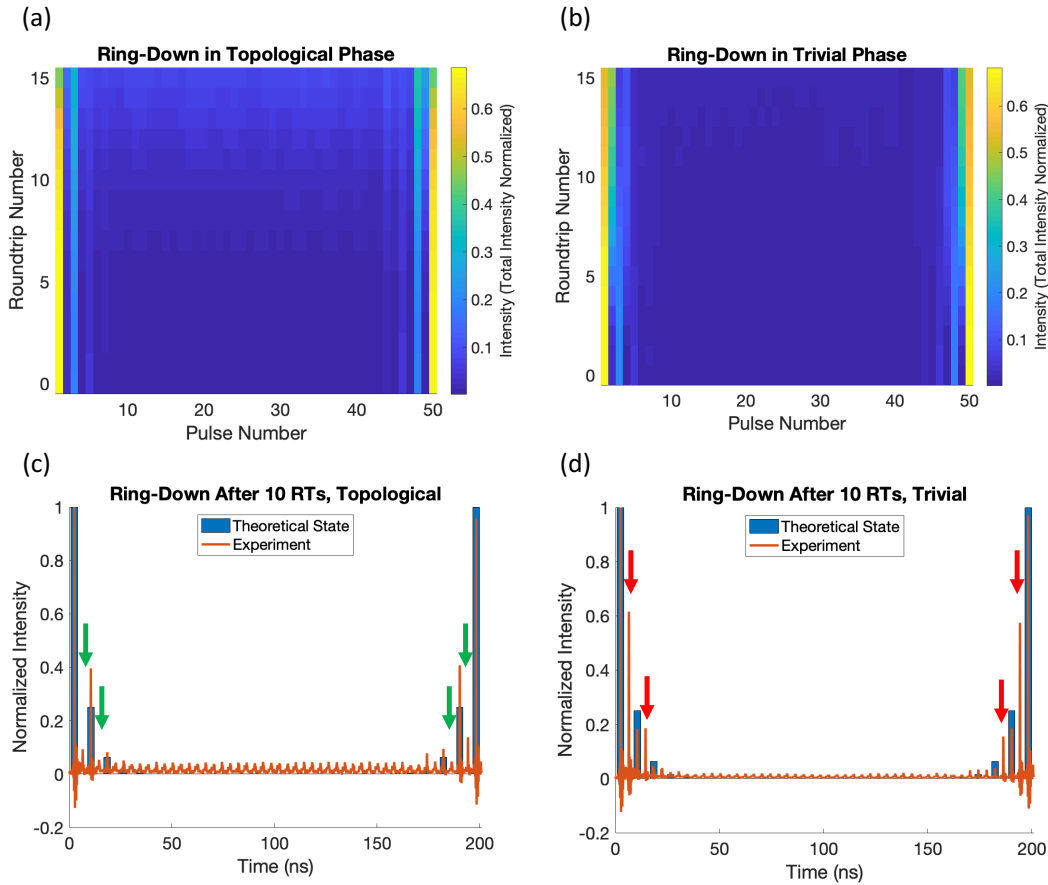 (a)
Ring-Down in Topological Phase
15
10
5
0
Roundtrip Number
10 20 30 40 50
Pulse Number
0.6
0.5
0.4
0.3
0.2
0.1
Intensity (Total Intensity Normalized)
(b)
Ring-Down in Trivial Phase
15
10
5
0
Roundtrip Number
10 20 30 40 50
Pulse Number
0.6
0.5
0.4
0.3
0.2
0.1
Intensity (Total Intensity Normalized)
(c)
Ring-Down After 10 RTs, Topological
Theoretical State
Experiment
1
0.8
0.6
0.4
0.2
0
-0.2
Normalized Intensity
0 50 100 150 200
Time (ns)
(d)
Ring-Down After 10 RTs, Trivial
Theoretical State
Experiment
1
0.8
0.6
0.4
0.2
0
-0.2
Normalized Intensity
0 50 100 150 200
Time (ns)